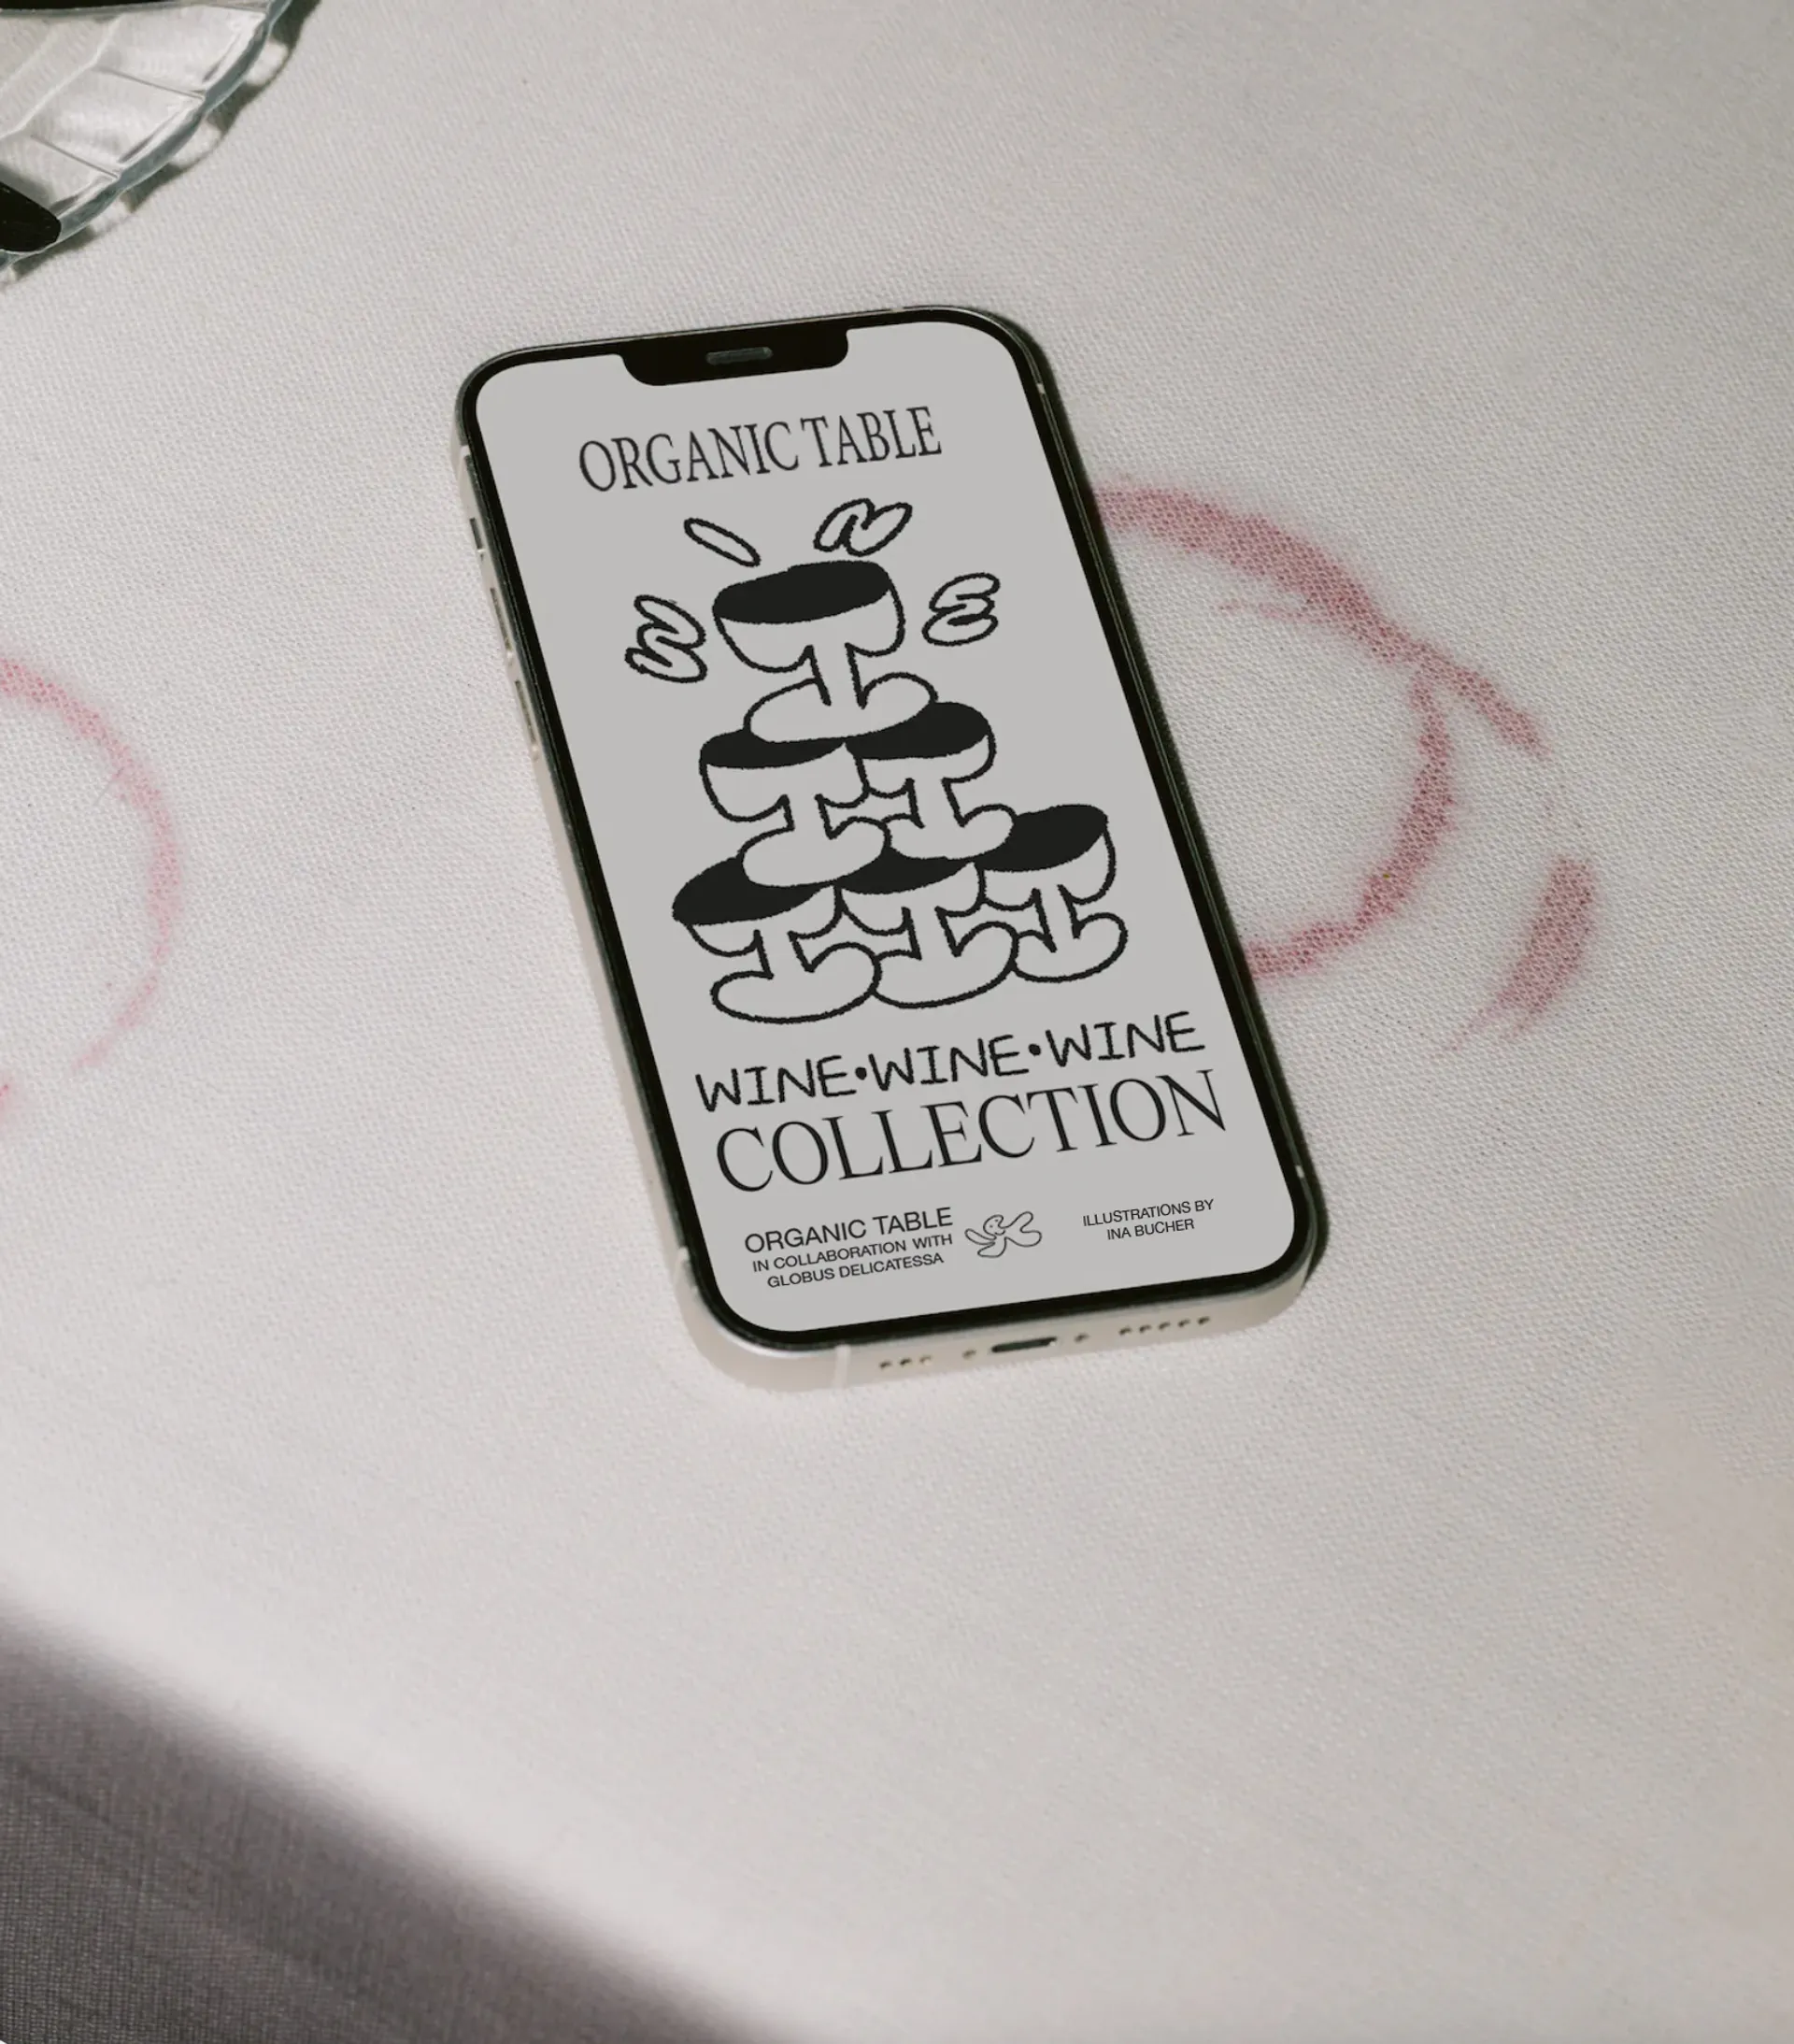 ORGANIC TABLE
W I N E
WINE•WINE•WINE
COLLECTION
ORGANIC TABLE
IN COLLABORATION WITH
GLOBUS DELICATESSA
ILLUSTRATIONS BY
INA BUCHER